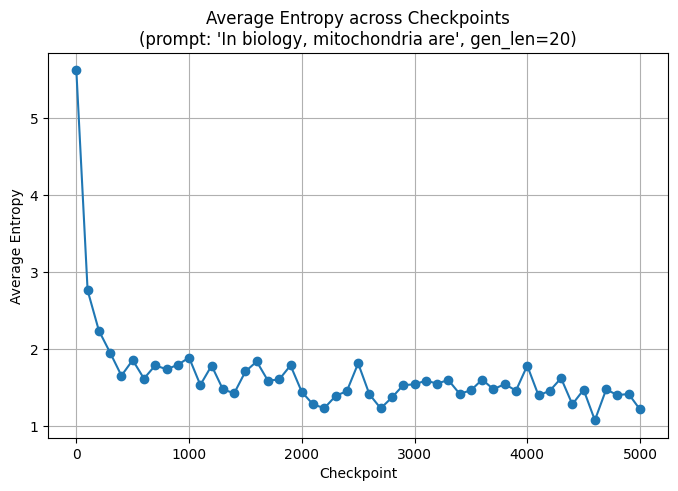 Average Entropy across Checkpoints
(prompt: 'In biology, mitochondria are', gen_len=20)
Average Entropy
5
4
3
2
1
0
1000
2000
3000
4000
5000
Checkpoint